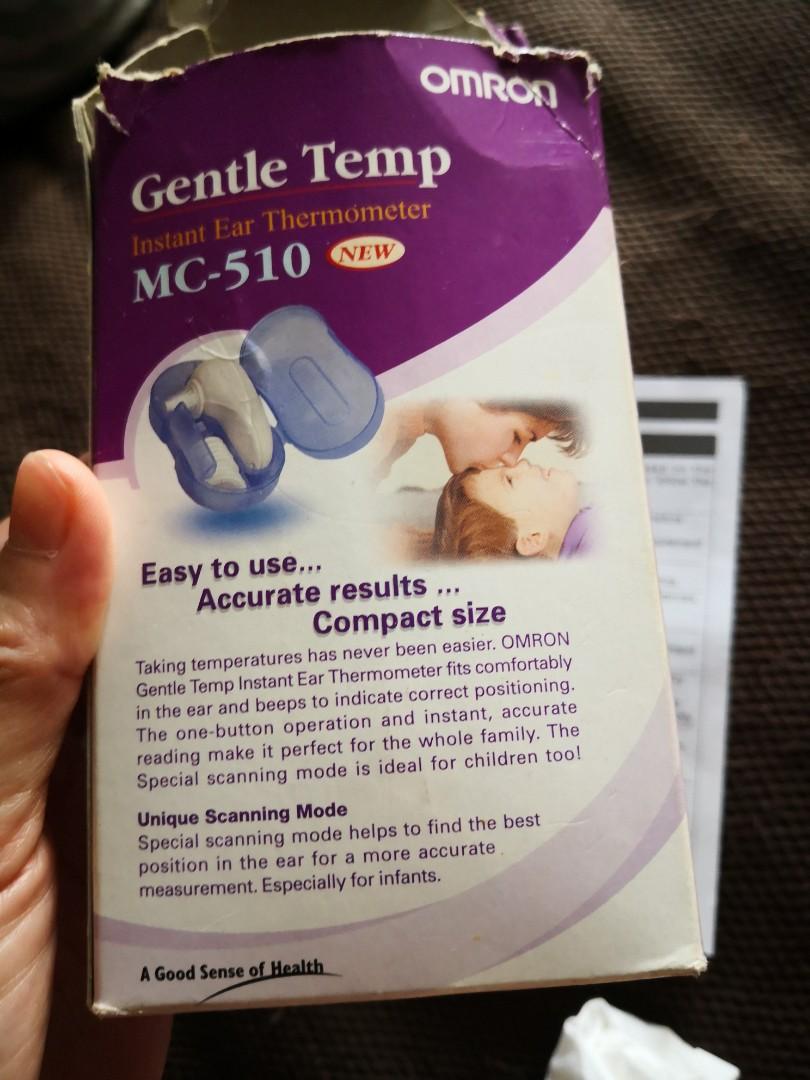 OMRON
Gentle Temp
Instant Ear Thermometer
MC-510 NEW
Easy to use...
Accurate results ...
Compact size
Taking temperatures has never been easier. OMRON
Gentle Temp Instant Ear Thermometer fits comfortably
in the ear and beeps to indicate correct positioning.
The one-button operation and instant, accurate
reading make it perfect for the whole family. The
Special scanning mode is ideal for children too!
Unique Scanning Mode
Special scanning mode helps to find the best
position in the ear for a more accurate
measurement. Especially for infants.
A Good Sense of Health